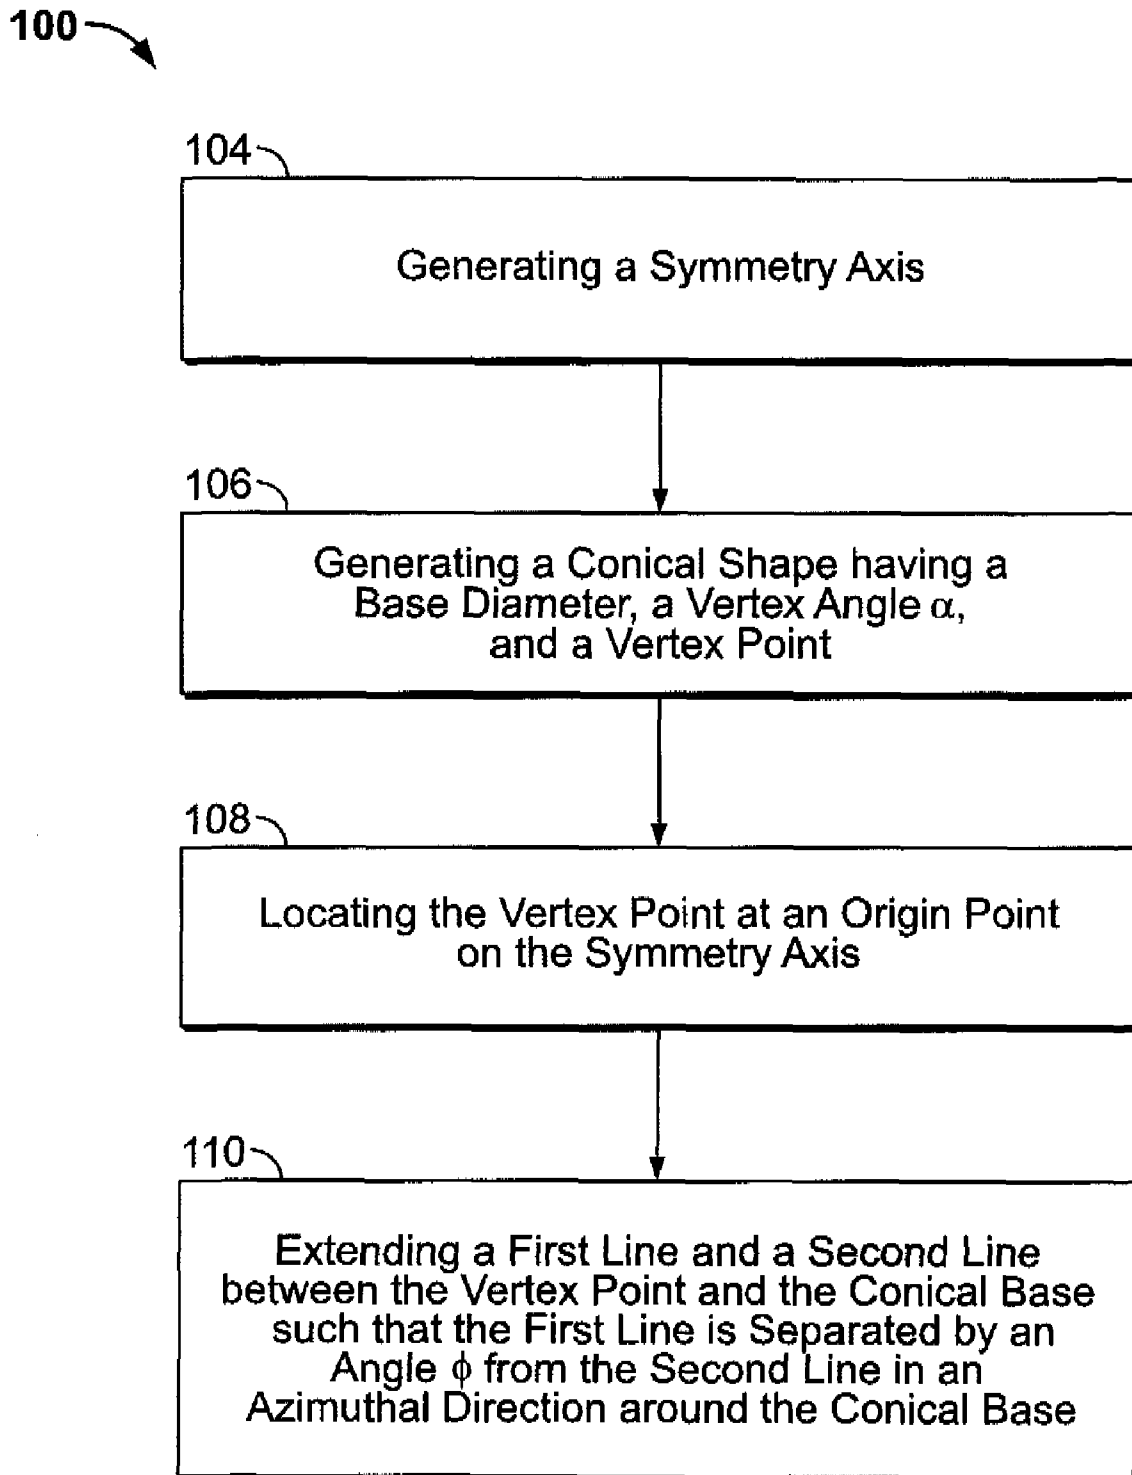 100
104
Generating a Symmetry Axis
106
Generating a Conical Shape having a
Base Diameter, a Vertex Angle α,
and a Vertex Point
108
Locating the Vertex Point at an Origin Point
on the Symmetry Axis
110
Extending a First Line and a Second Line
between the Vertex Point and the Conical Base
such that the First Line is Separated by an
Angle ϕ from the Second Line in an
Azimuthal Direction around the Conical Base